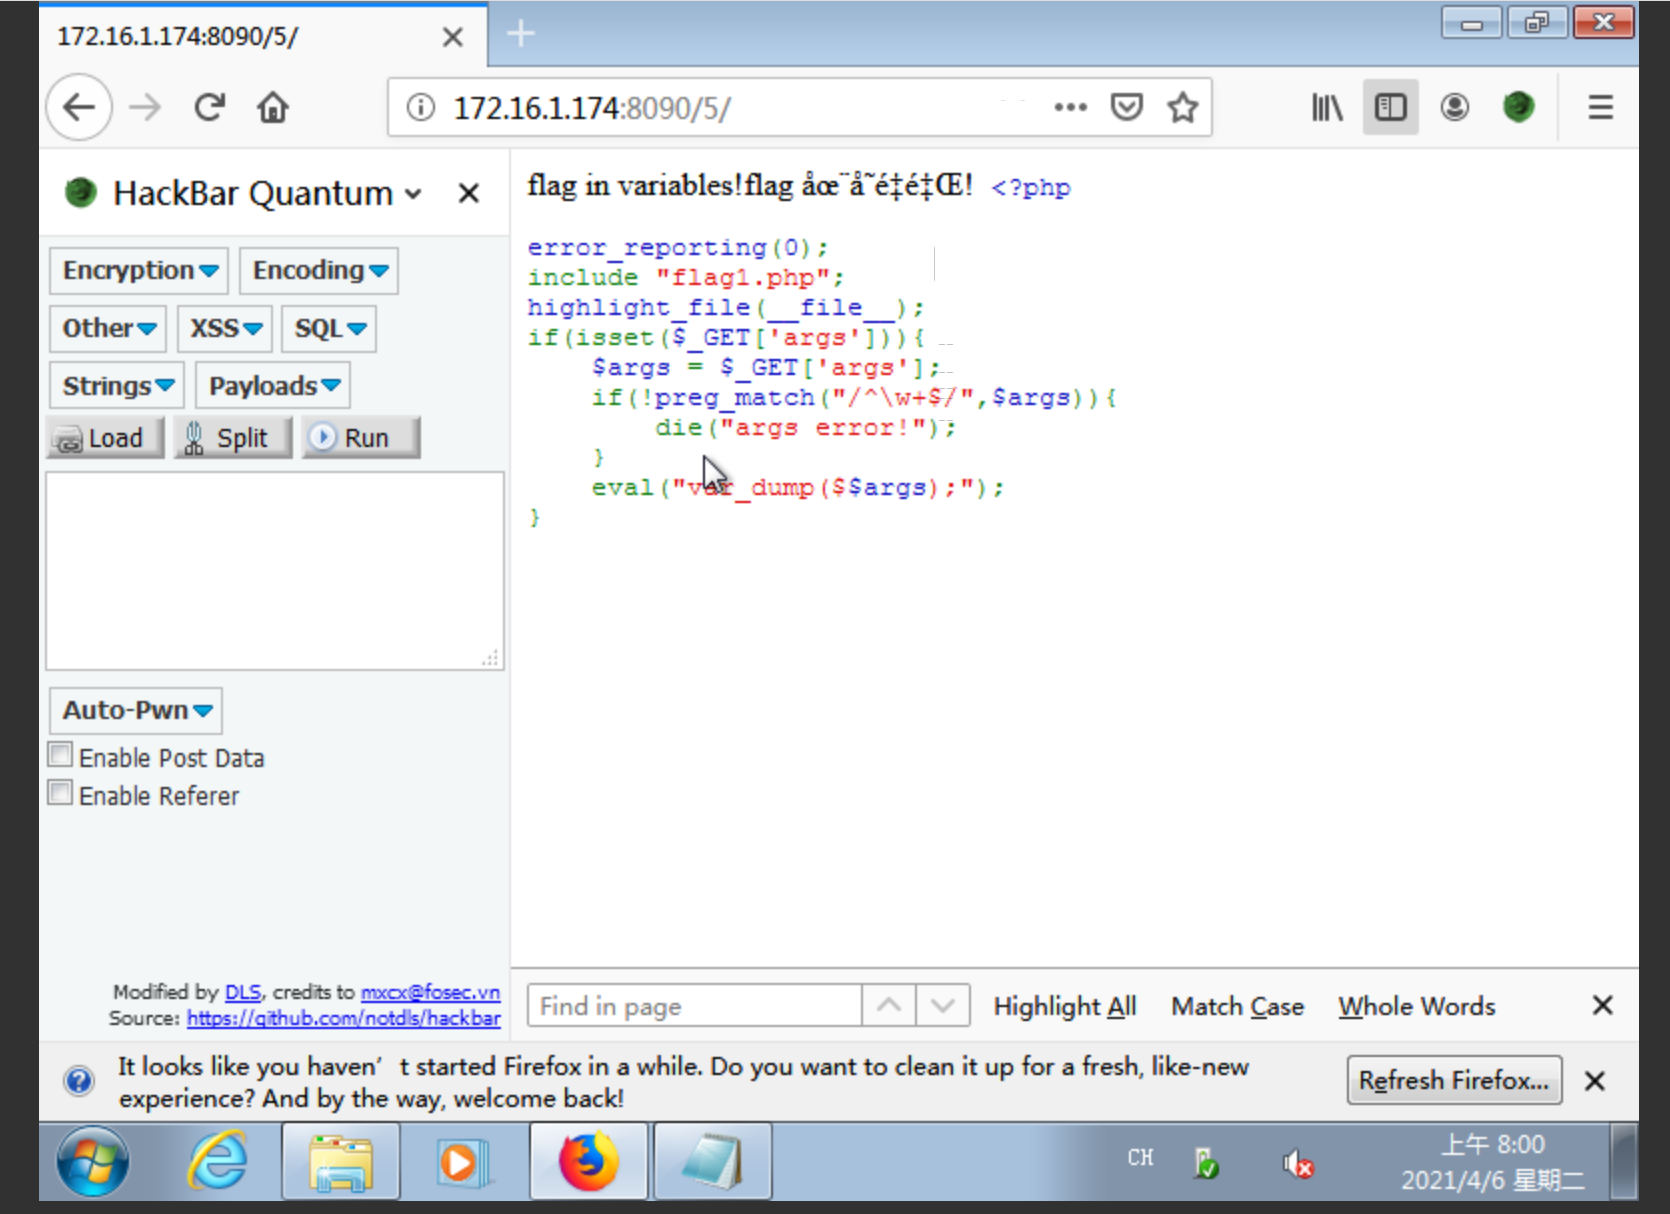 172.16.1.174:8090/5/
172.16.1.174:8090/5/
HackBar Quantum
Encryption Encoding
Other XSS SQL
Strings Payloads
Load Split Run
Auto-Pwn
Enable Post Data
Enable Referer
Modified by DLS, credits to mxcx@fosec.vn
Source: https://github.com/notdls/hackbar
flag in variables!flag åœ¨å˜é‡é‡Œ! <?php
error_reporting(0);
include "flag1.php";
highlight_file(__file__);
if(isset($_GET['args'])){
$args = $_GET['args'];
if(!preg_match("/^\w+$/",$args)){
die("args error!");
}
eval("var_dump($$args);");
}
Find in page Highlight All Match Case Whole Words
It looks like you haven’t started Firefox in a while. Do you want to clean it up for a fresh, like-new
experience? And by the way, welcome back!
Refresh Firefox...
CH
上午 8:00
2021/4/6 星期二